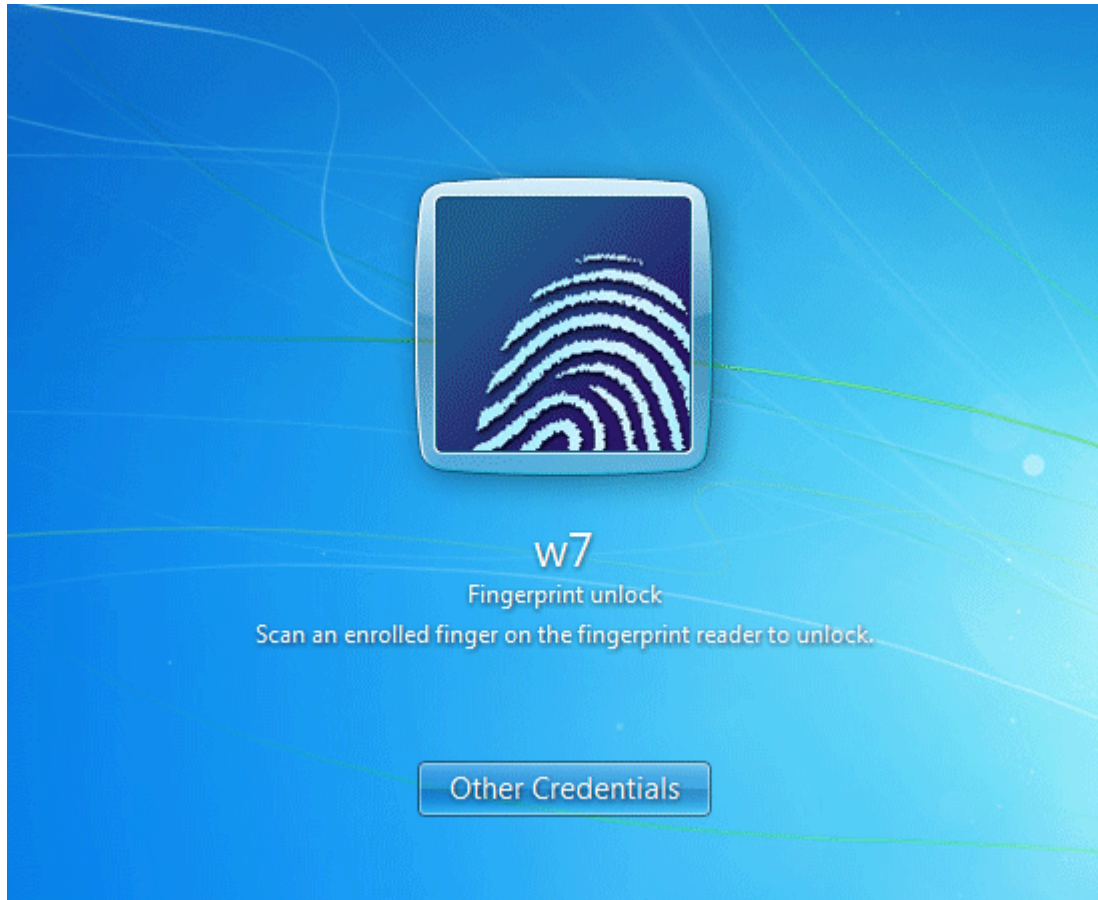 w7
Fingerprint unlock
Scan an enrolled finger on the fingerprint reader to unlock.
Other Credentials